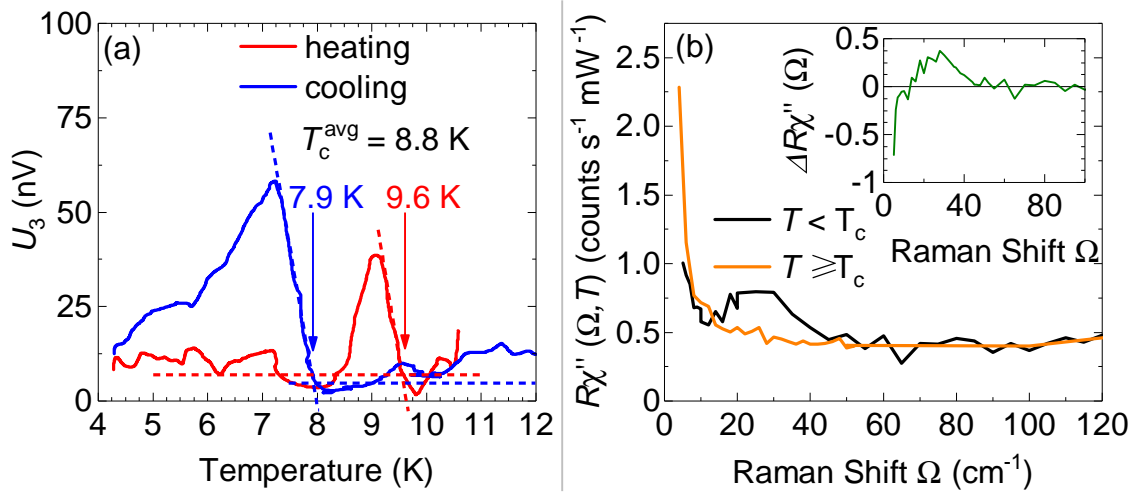 (a)
heating
cooling
T_c^avg = 8.8 K
7.9 K
9.6 K
100
75
50
25
0
U₃ (nV)
4 5 6 7 8 9 10 11 12
Temperature (K)
(b)
Rχ'' (Ω,T) (counts s⁻¹ mW⁻¹)
2.5
2.0
1.5
1.0
0.5
0
0 20 40 60 80 100 120
Raman Shift Ω (cm⁻¹)
T < T_c
T ⩾T_c
ΔRχ'' (Ω)
0.5
0
-0.5
-1
0 40 80
Raman Shift Ω